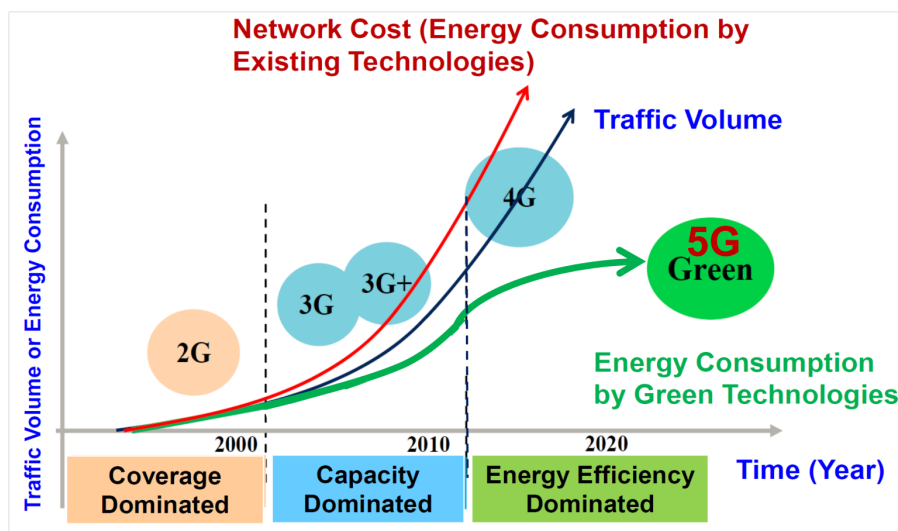 Network Cost (Energy Consumption by
Existing Technologies)
Traffic Volume
Traffic Volume or Energy Consumption
4G
5G
Green
3G
3G+
2G
Energy Consumption
by Green Technologies
2000
2010
2020
Time (Year)
Coverage
Dominated
Capacity
Dominated
Energy Efficiency
Dominated